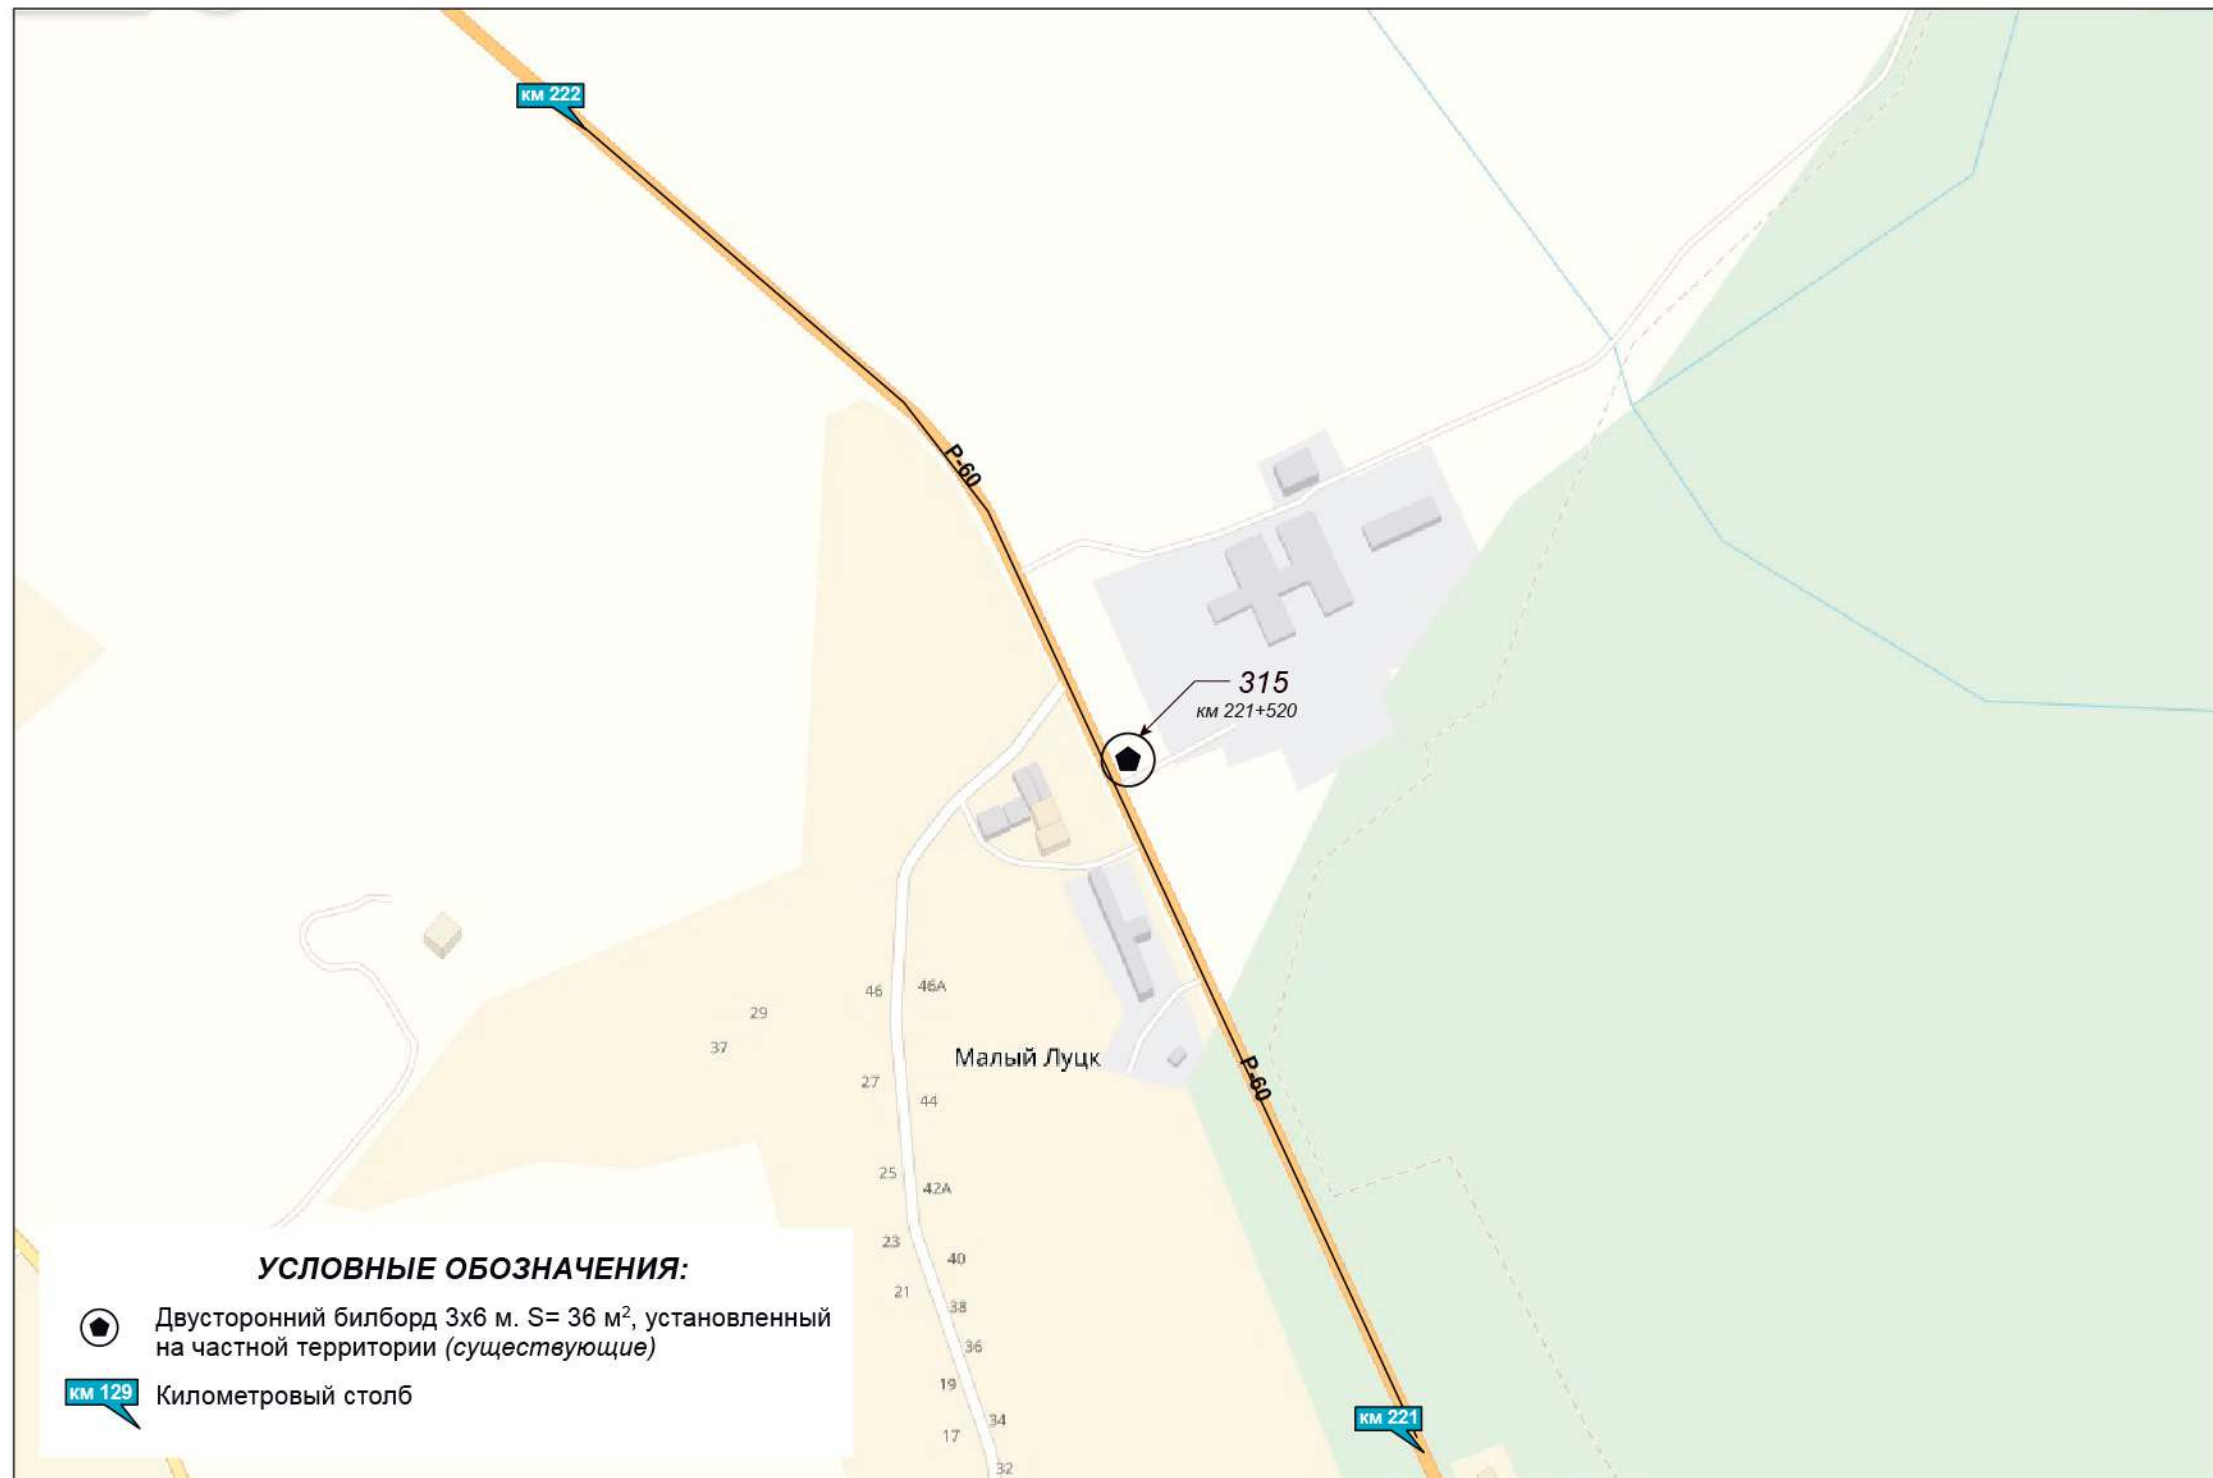 км 222
Р-60
315
км 221+520
46
46А
29
37
Малый Луцк
27
44
25
42А
23
40
21
38
36
19
34
17
32
Р-60
км 221
УСЛОВНЫЕ ОБОЗНАЧЕНИЯ:
Двусторонний билборд 3х6 м. S= 36 м², установленный
на частной территории (существующие)
км 129
Километровый столб